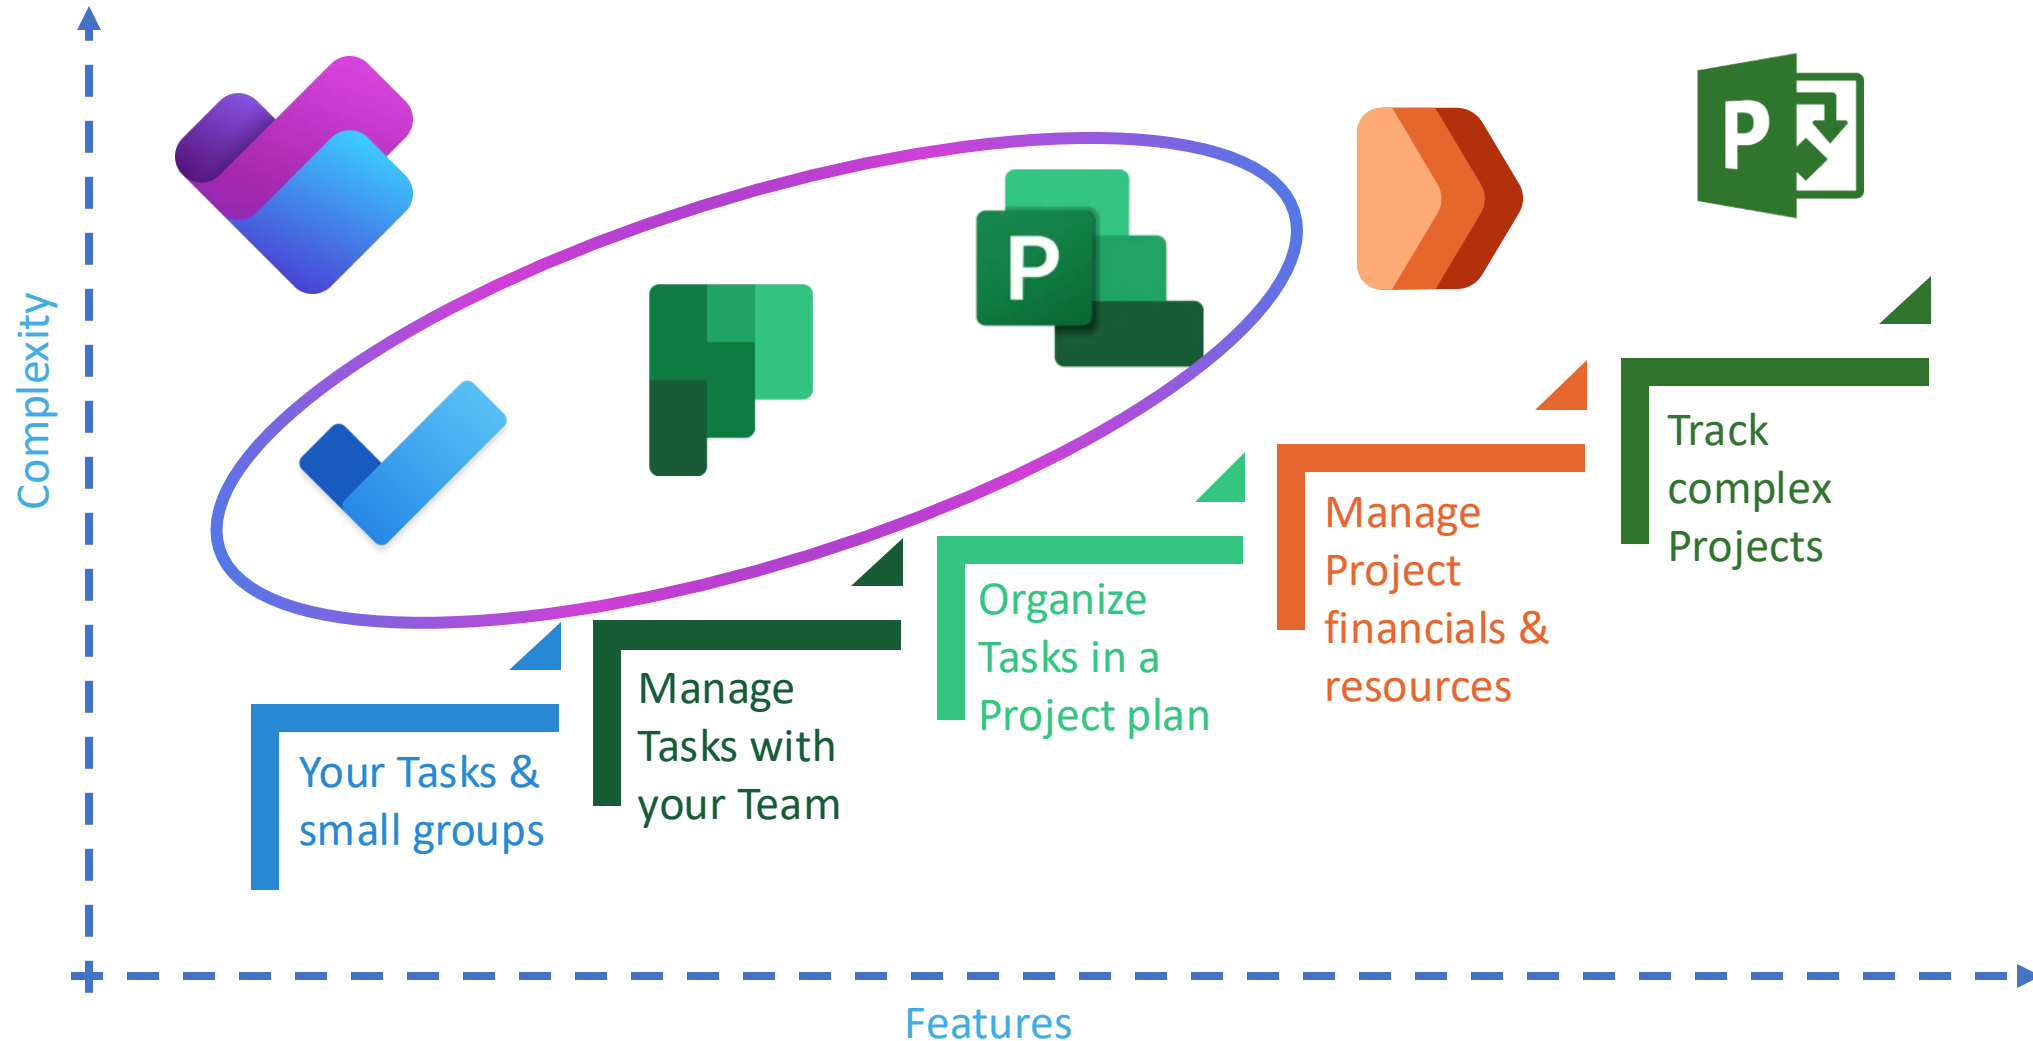 Complexity
P
P
Your Tasks &
small groups
Manage
Tasks with
your Team
Organize
Tasks in a
Project plan
Manage
Project
financials &
resources
Track
complex
Projects
Features